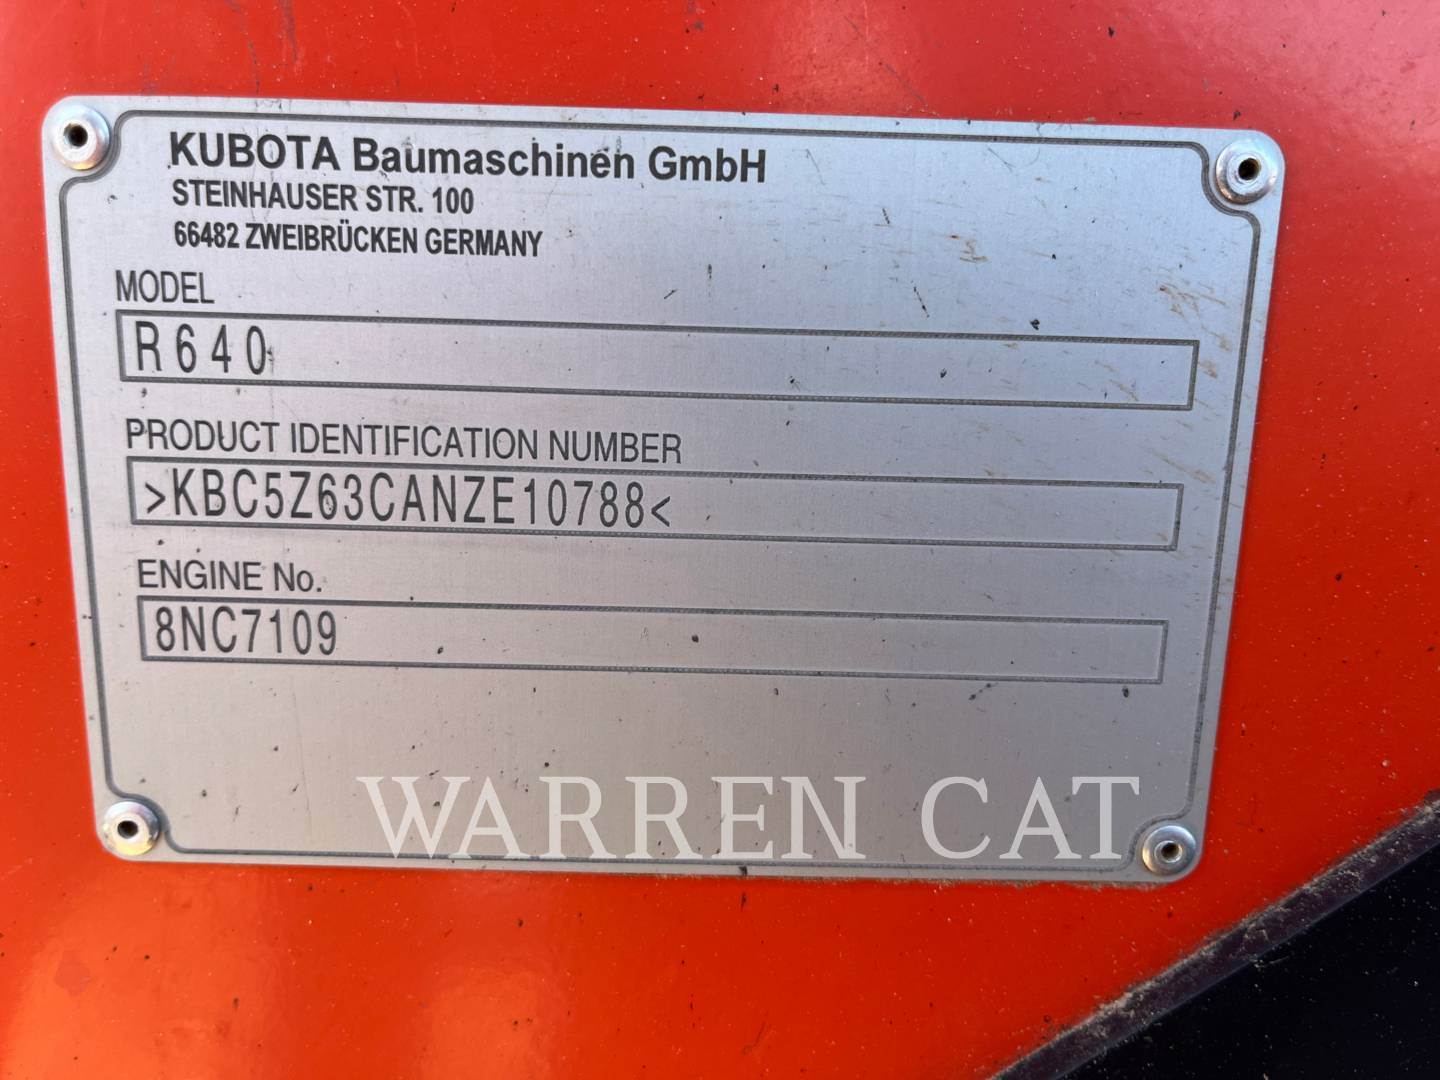 KUBOTA Baumaschinen GmbH
STEINHAUSER STR. 100
66482 ZWEIBRÜCKEN GERMANY
MODEL
R640
PRODUCT IDENTIFICATION NUMBER
>KBC5Z63CANZE10788<
ENGINE No.
8NC7109
WARREN CAT